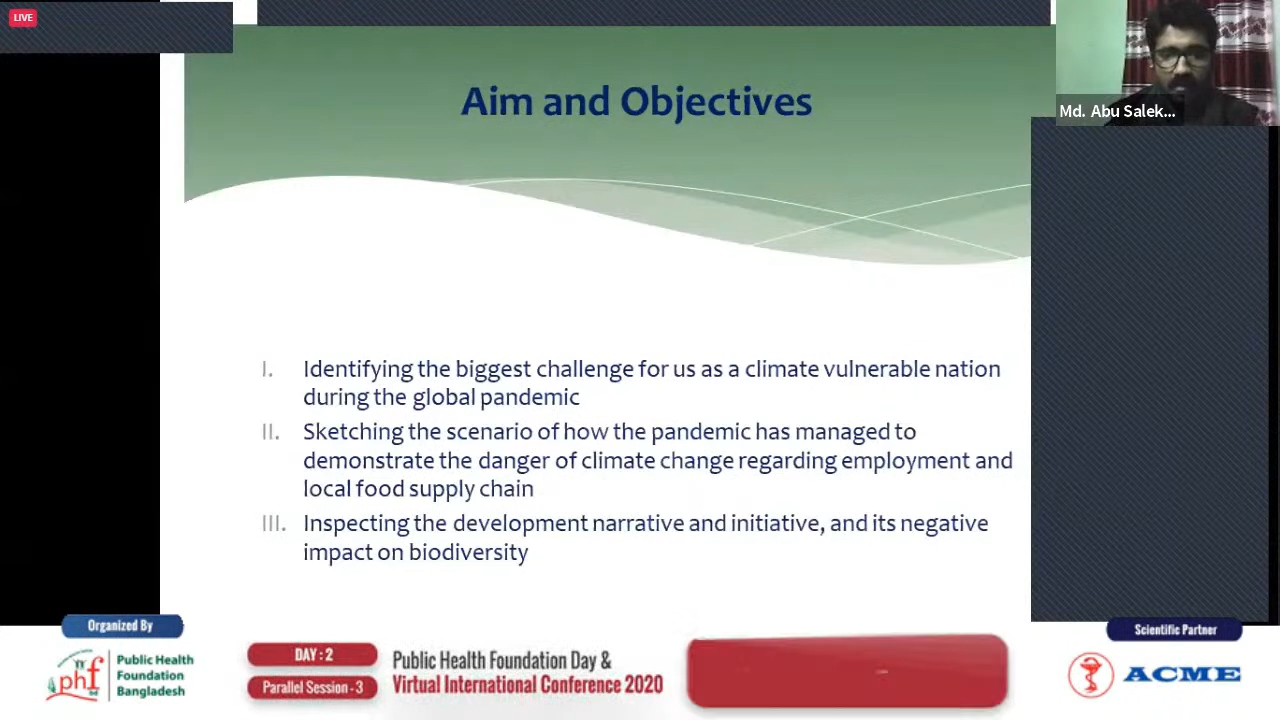 LIVE
Aim and Objectives
Md. Abu Salek...
I. Identifying the biggest challenge for us as a climate vulnerable nation
during the global pandemic
II. Sketching the scenario of how the pandemic has managed to
demonstrate the danger of climate change regarding employment and
local food supply chain
III. Inspecting the development narrative and initiative, and its negative
impact on biodiversity
Organized By
phf
Public Health
Foundation
Bangladesh
DAY : 2
Parallel Session - 3
Public Health Foundation Day &
Virtual International Conference 2020
Scientific Partner
ACME